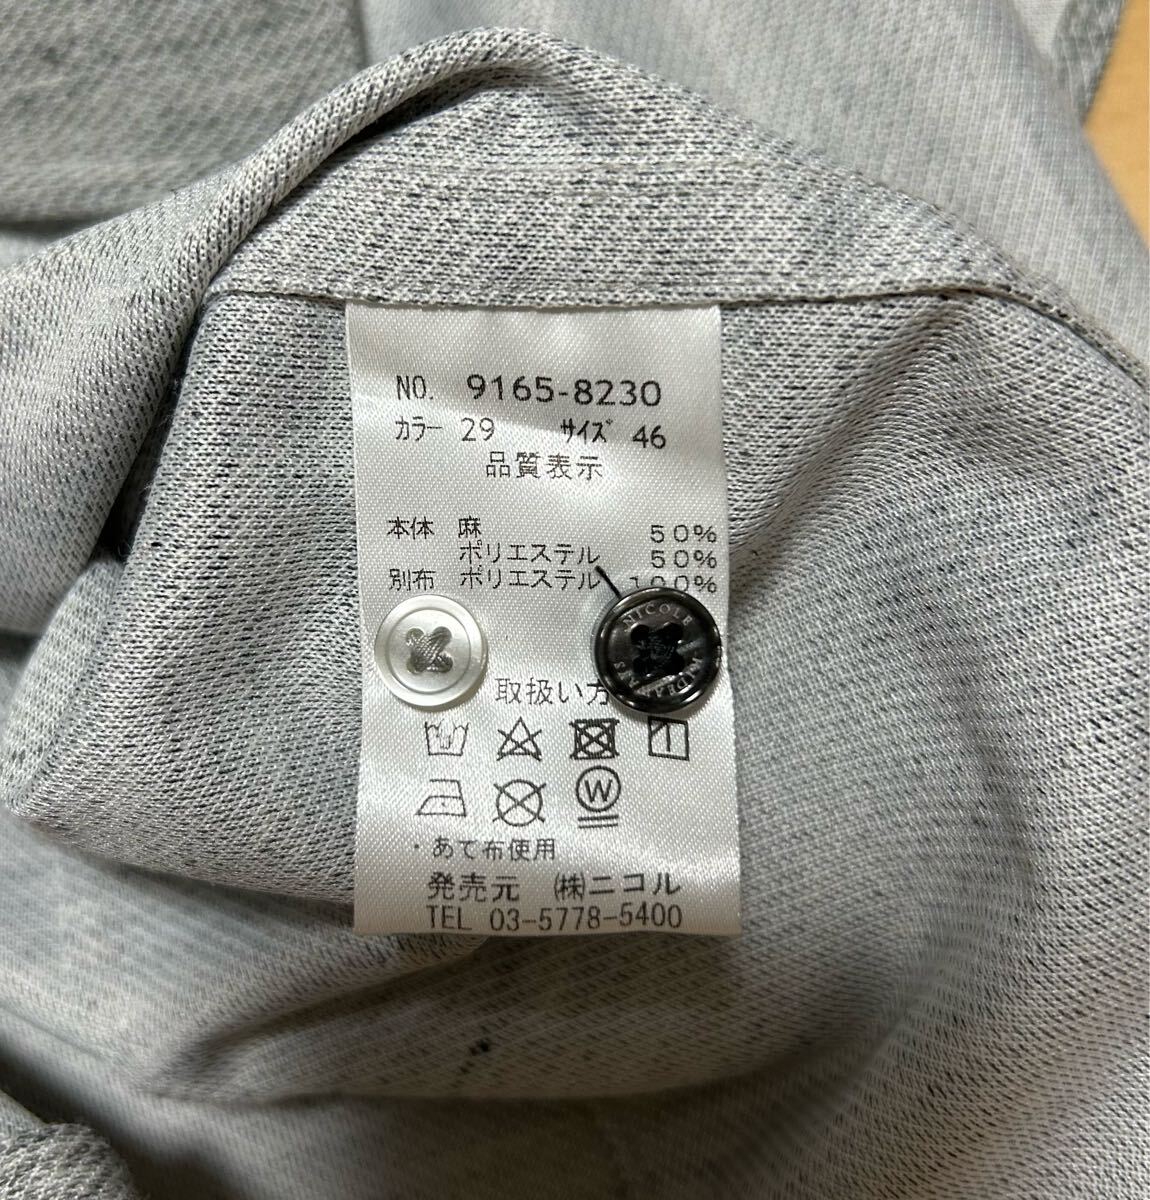 NO. 9165-8230
カラー 29 サイズ 46
品質表示
本体 麻 50%
ポリエステル 50%
別布 ポリエステル 100%
NICOLE
取扱い方
W
・あて布使用
発売元 ㈱ニコル
TEL 03-5778-5400